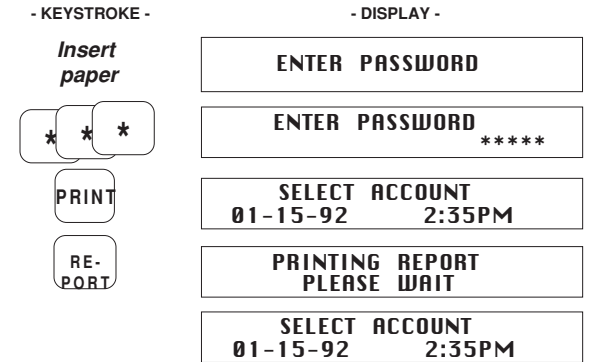 - KEYSTROKE - - DISPLAY -
Insert
paper
ENTER PASSWORD
* * *
ENTER PASSWORD
*****
PRINT
SELECT ACCOUNT
01-15-92 2:35PM
RE-
PORT
PRINTING REPORT
PLEASE WAIT
SELECT ACCOUNT
01-15-92 2:35PM